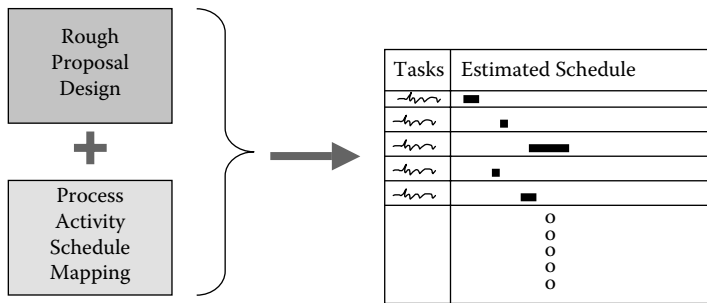 Rough
Proposal
Design
+
Process
Activity
Schedule
Mapping
Tasks Estimated Schedule
o
o
o
o
o